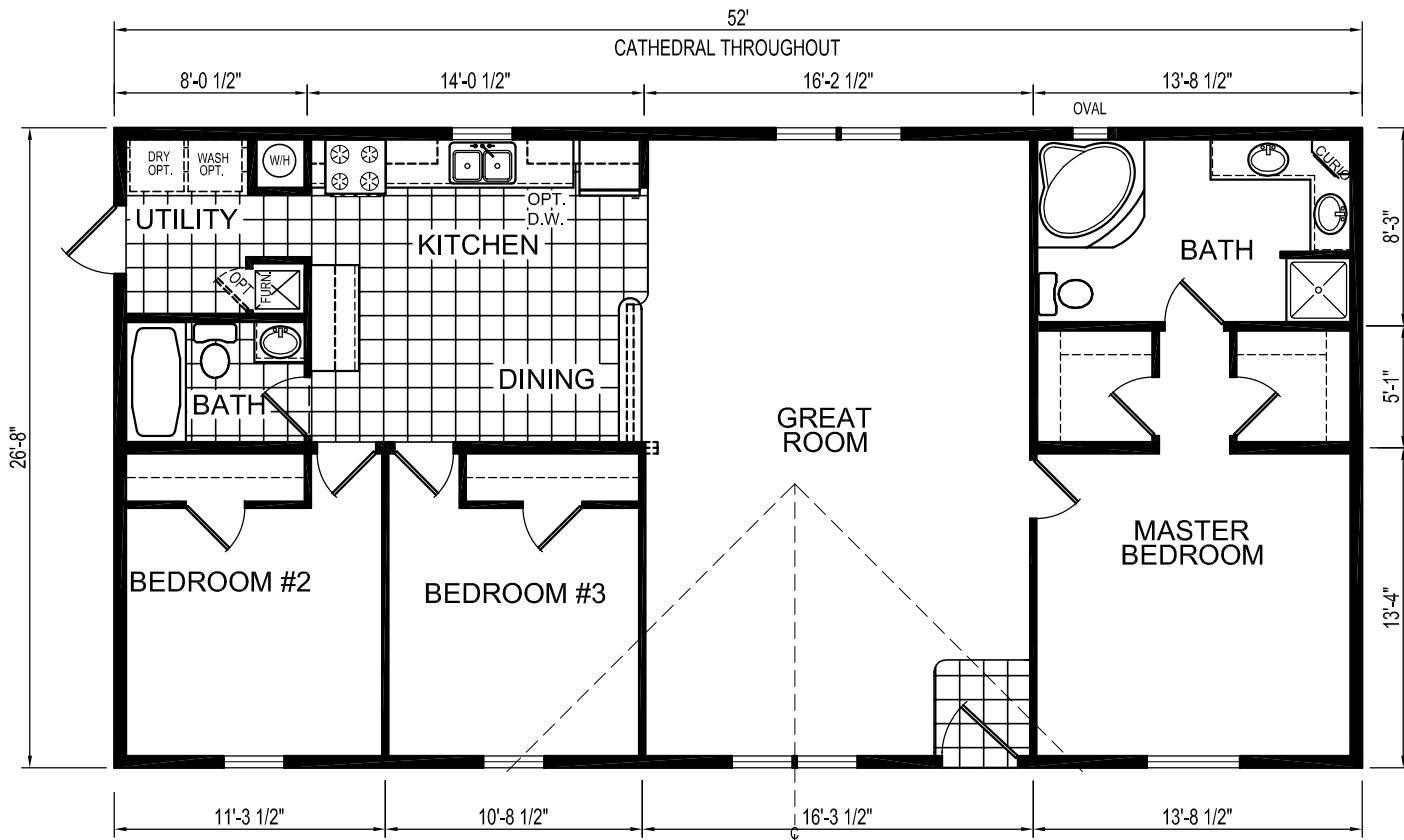 52'
CATHEDRAL THROUGHOUT
8'-0 1/2"
14'-0 1/2"
16'-2 1/2"
13'-8 1/2"
OVAL
DRY
OPT.
WASH
OPT.
W/H
CURIO
OPT.
D.W.
UTILITY
KITCHEN
BATH
8'-3"
OPT
FURN.
DINING
BATH
5'-1"
GREAT
ROOM
26'-8"
MASTER
BEDROOM
BEDROOM #2
BEDROOM #3
13'-4"
11'-3 1/2"
10'-8 1/2"
16'-3 1/2"
13'-8 1/2"